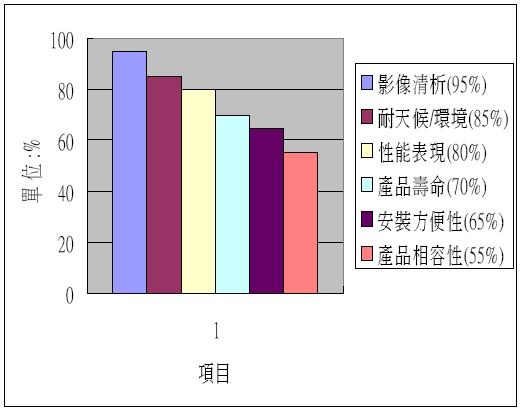 100
80
60
40
20
0
單位:%
1
項目
影像清析(95%)
耐天候/環境(85%)
性能表現(80%)
產品壽命(70%)
安裝方便性(65%)
產品相容性(55%)